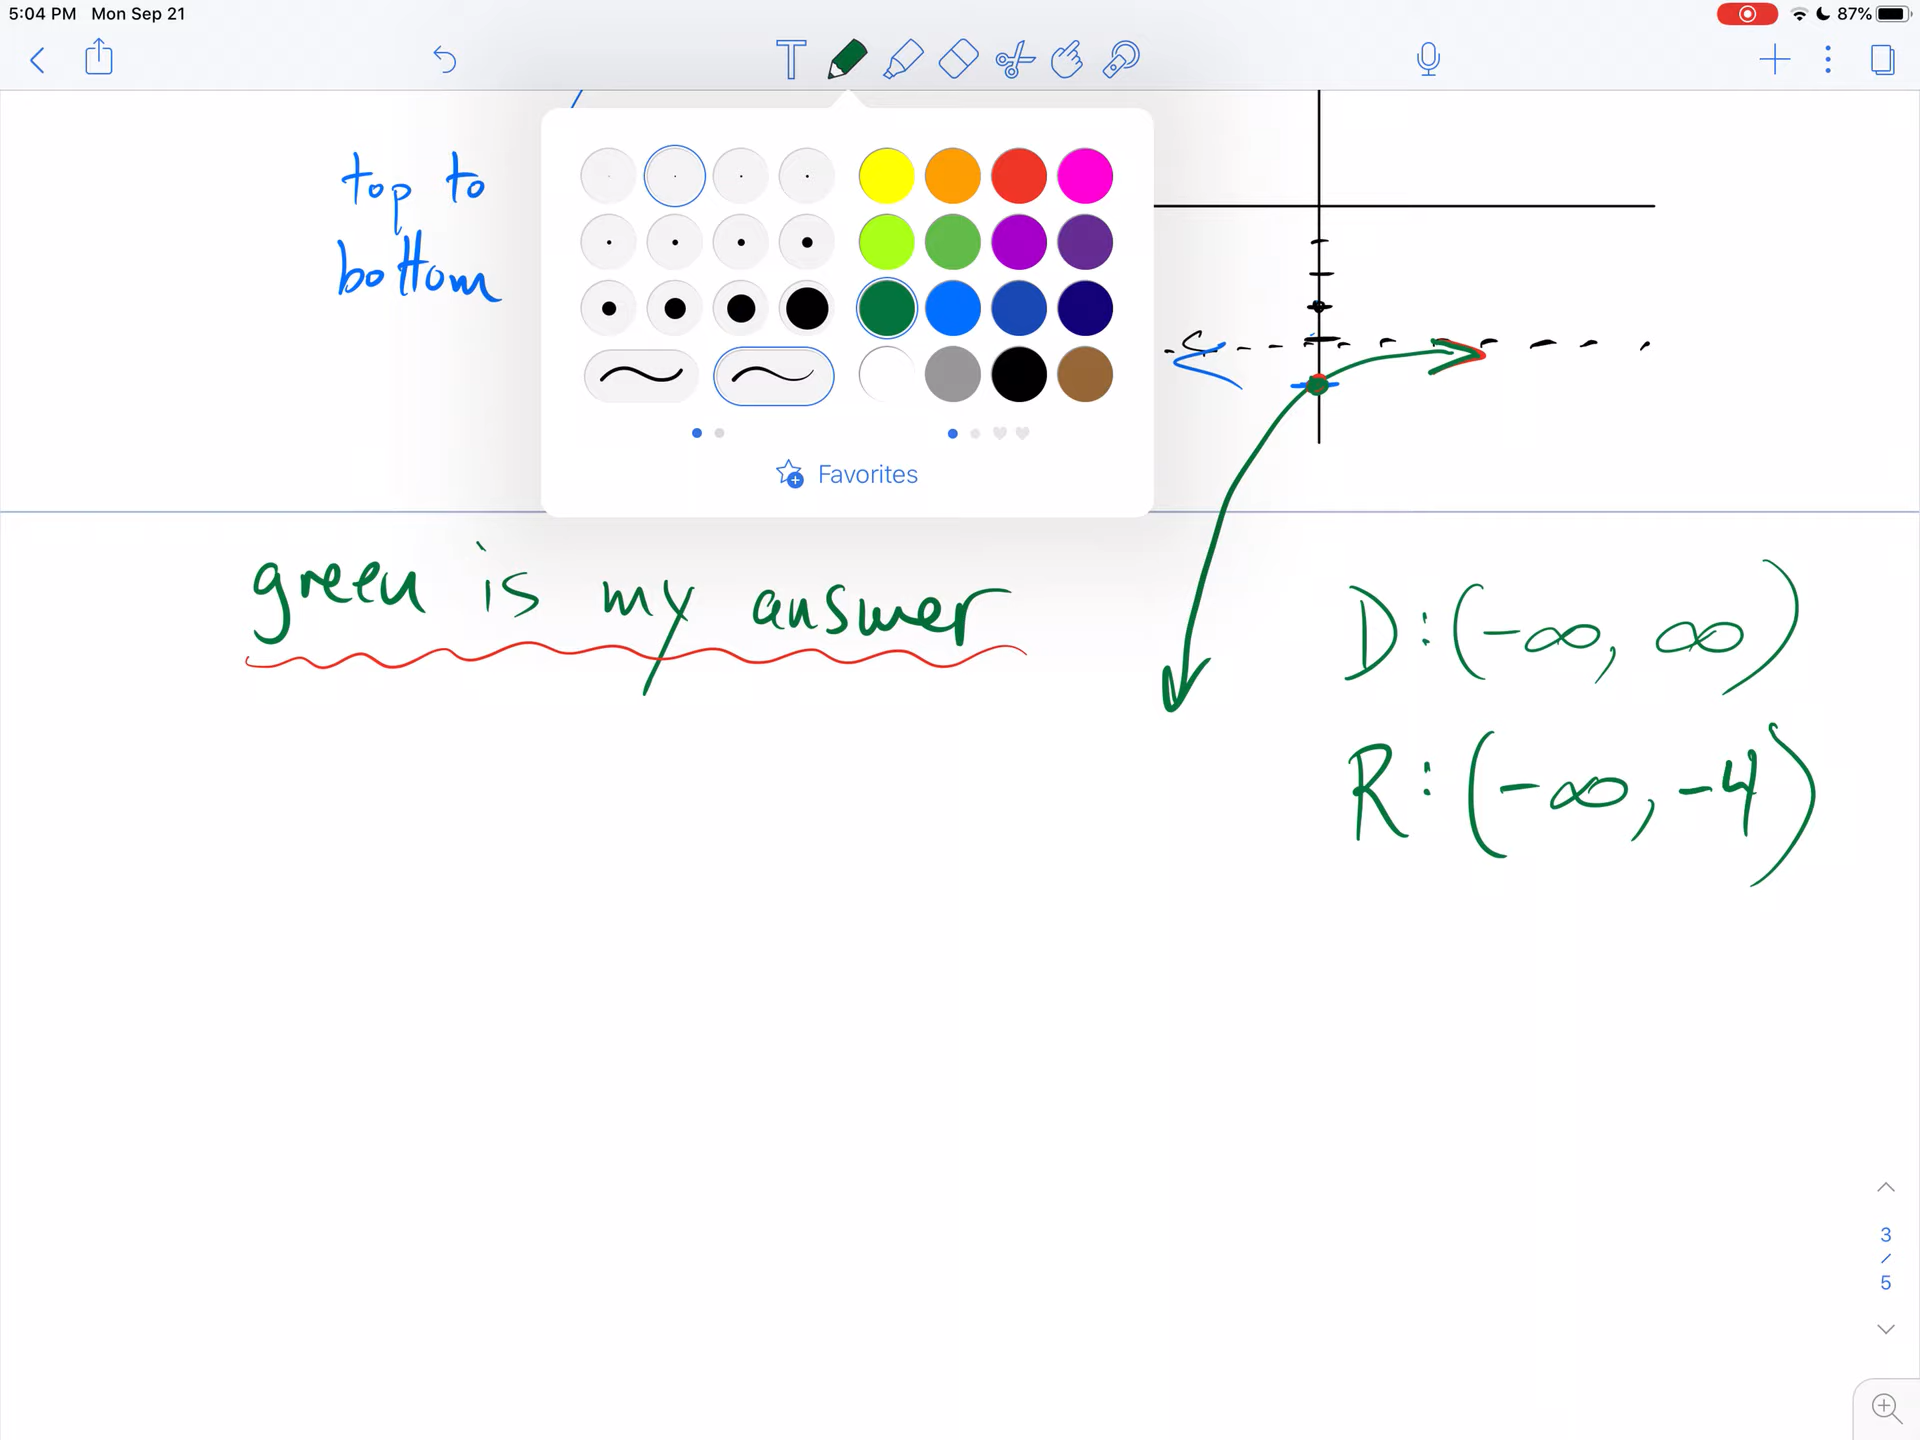 5:04 PM Mon Sep 21
87%
T
top to
bottom
Favorites
green is my answer
D: (-∞, ∞)
R: (-∞, -4)
3
/
5